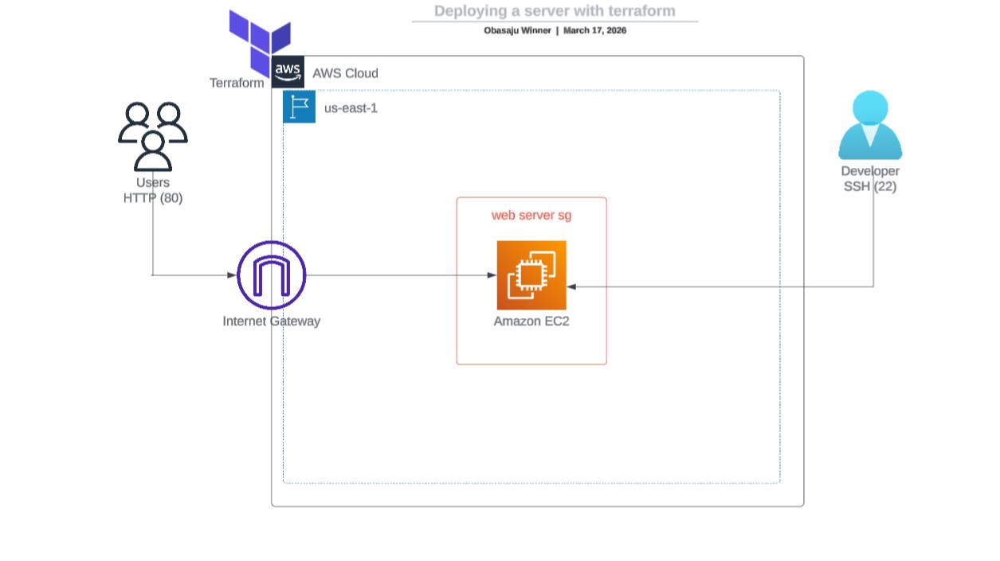 Deploying a server with terraform
Obasaju Winner | March 17, 2026
Terraform
aws
AWS Cloud
us-east-1
Users
HTTP (80)
Developer
SSH (22)
web server sg
Internet Gateway
Amazon EC2